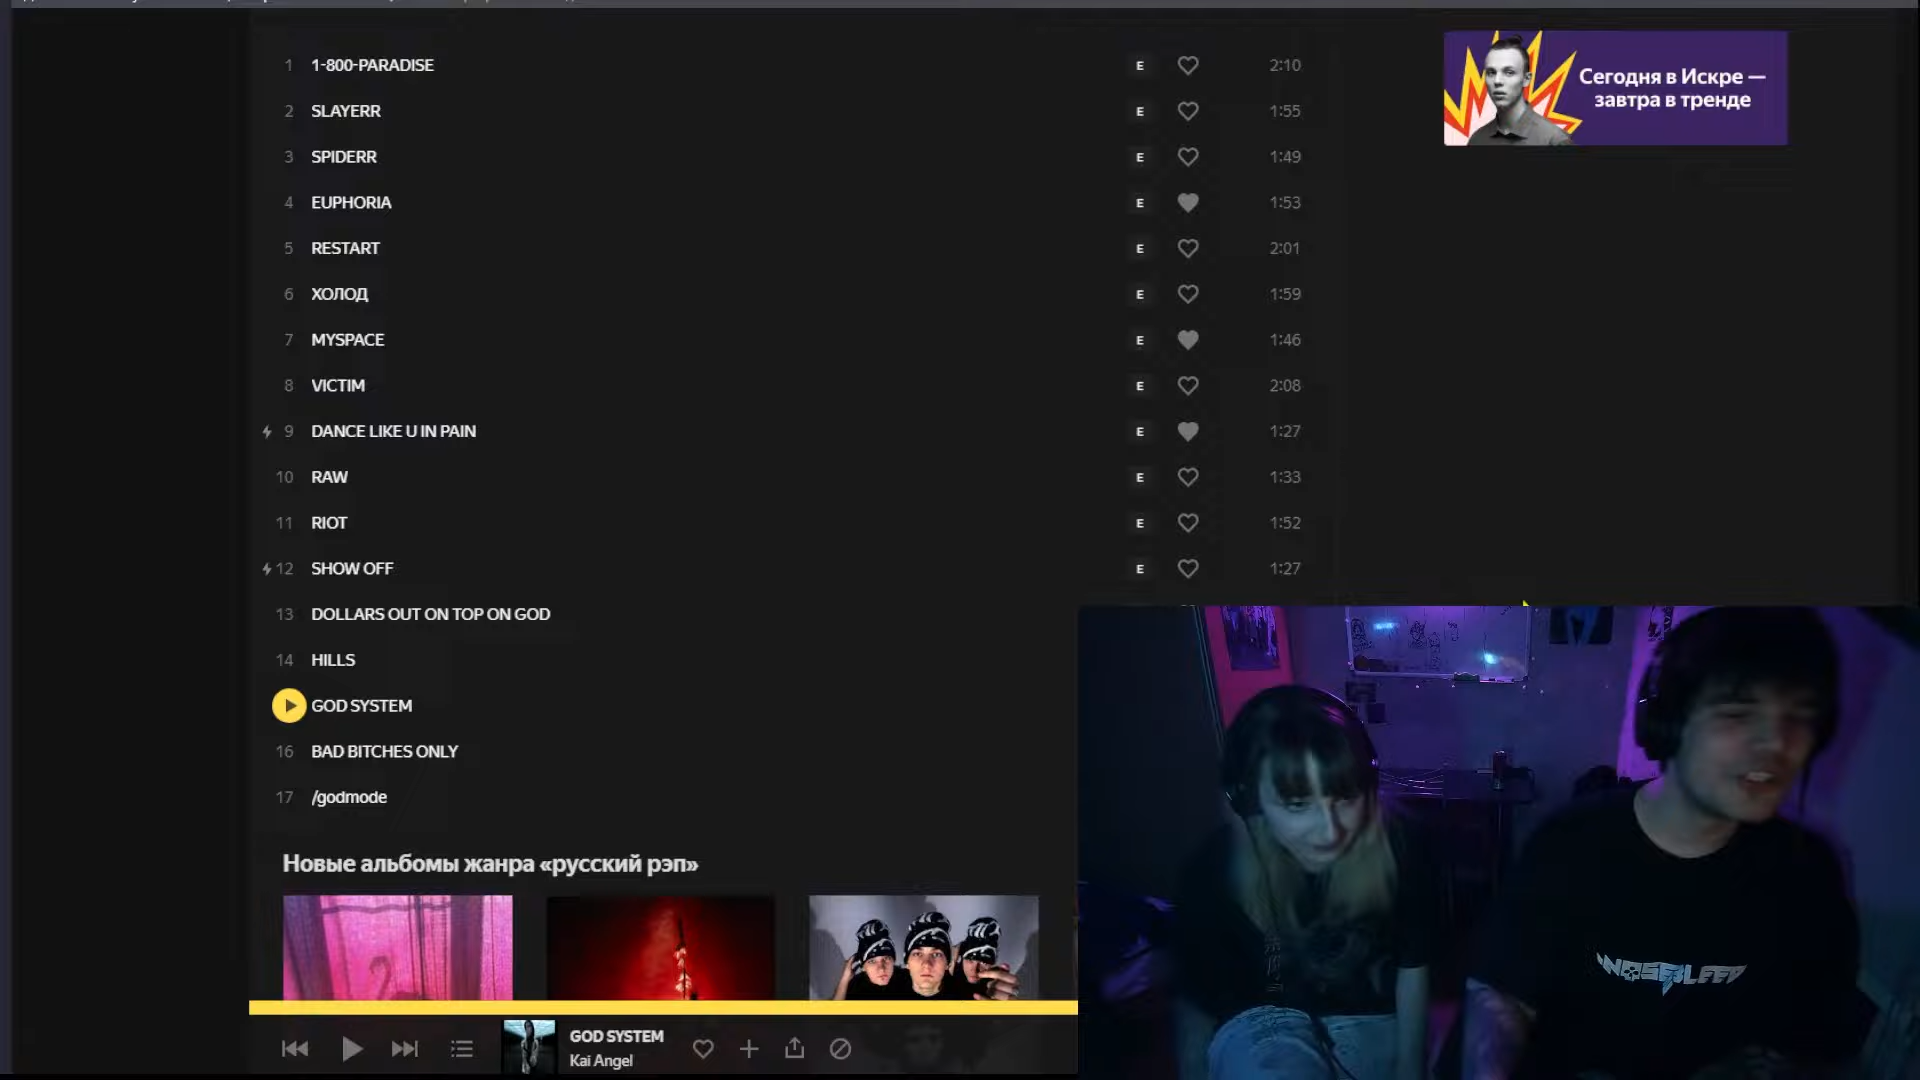 1 1-800-PARADISE E 2:10
2 SLAYERR E 1:55
3 SPIDERR E 1:49
4 EUPHORIA E 1:53
5 RESTART E 2:01
6 ХОЛОД E 1:59
7 MYSPACE E 1:46
8 VICTIM E 2:08
9 DANCE LIKE U IN PAIN E 1:27
10 RAW E 1:33
11 RIOT E 1:52
12 SHOW OFF E 1:27
13 DOLLARS OUT ON TOP ON GOD
14 HILLS
GOD SYSTEM
16 BAD BITCHES ONLY
17 /godmode
Новые альбомы жанра «русский рэп»
GOD SYSTEM
Kai Angel
Сегодня в Искре —
завтра в тренде
NOSEBLEED